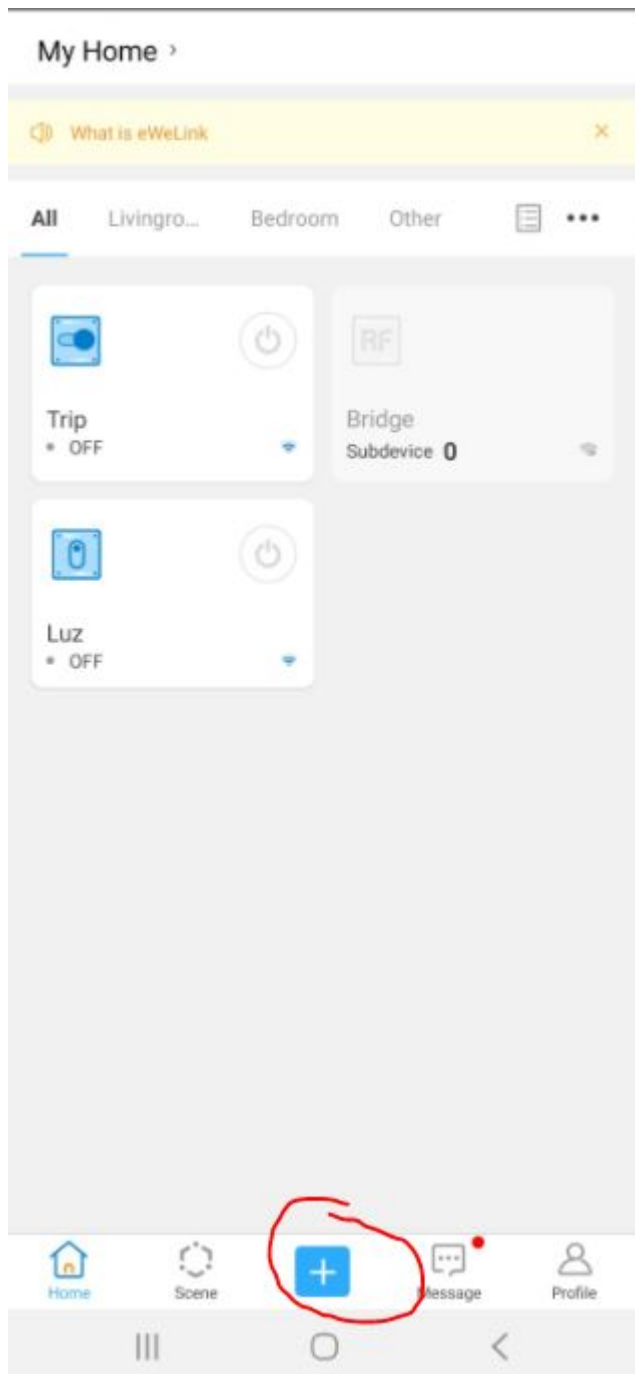 My Home >
What is eWeLink ×
All Livingro... Bedroom Other
RF
Trip
OFF
Bridge
Subdevice 0
Luz
OFF
Home Scene + Message Profile